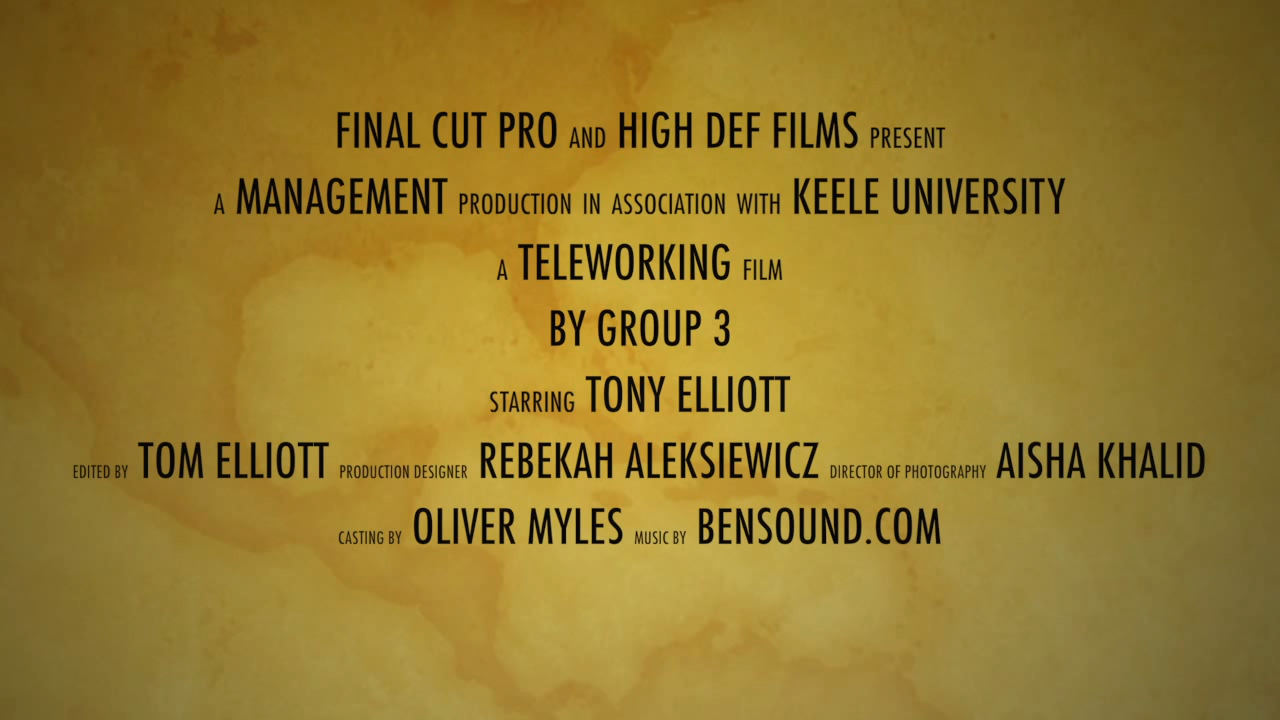 FINAL CUT PRO AND HIGH DEF FILMS PRESENT
A MANAGEMENT PRODUCTION IN ASSOCIATION WITH KEELE UNIVERSITY
A TELEWORKING FILM
BY GROUP 3
STARRING TONY ELLIOTT
EDITED BY TOM ELLIOTT PRODUCTION DESIGNER REBEKAH ALEKSIEWICZ DIRECTOR OF PHOTOGRAPHY AISHA KHALID
CASTING BY OLIVER MYLES MUSIC BY BENSOUND.COM